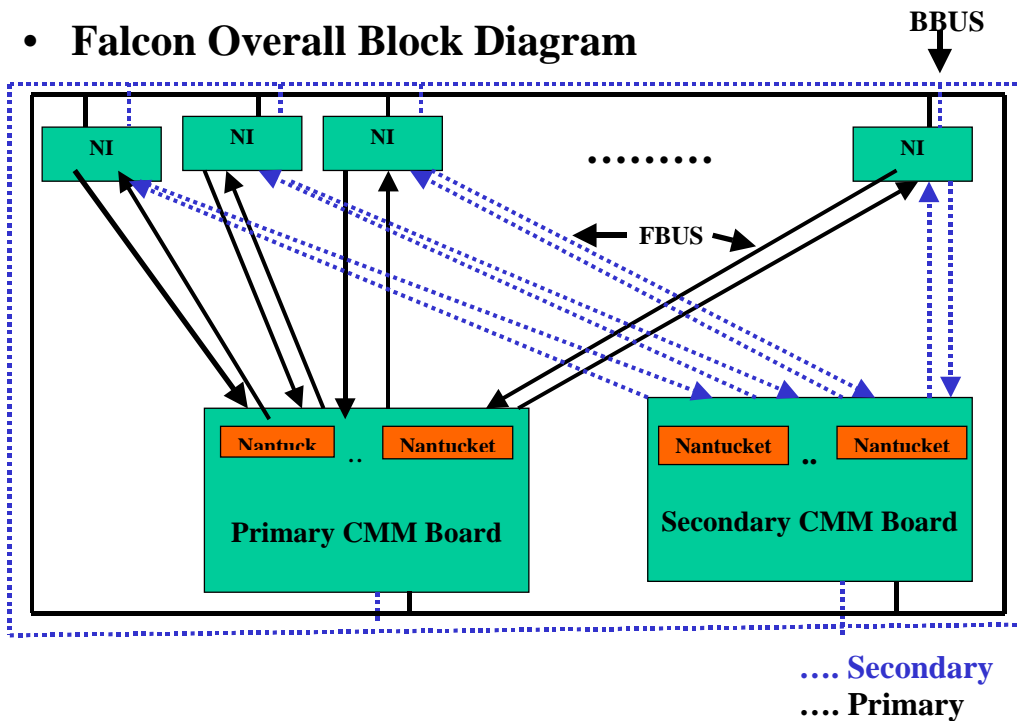 • Falcon Overall Block Diagram
BBUS
NI
NI
NI
.........
NI
FBUS
Nantuck
..
Nantucket
Nantucket
..
Nantucket
Primary CMM Board
Secondary CMM Board
.... Secondary
.... Primary